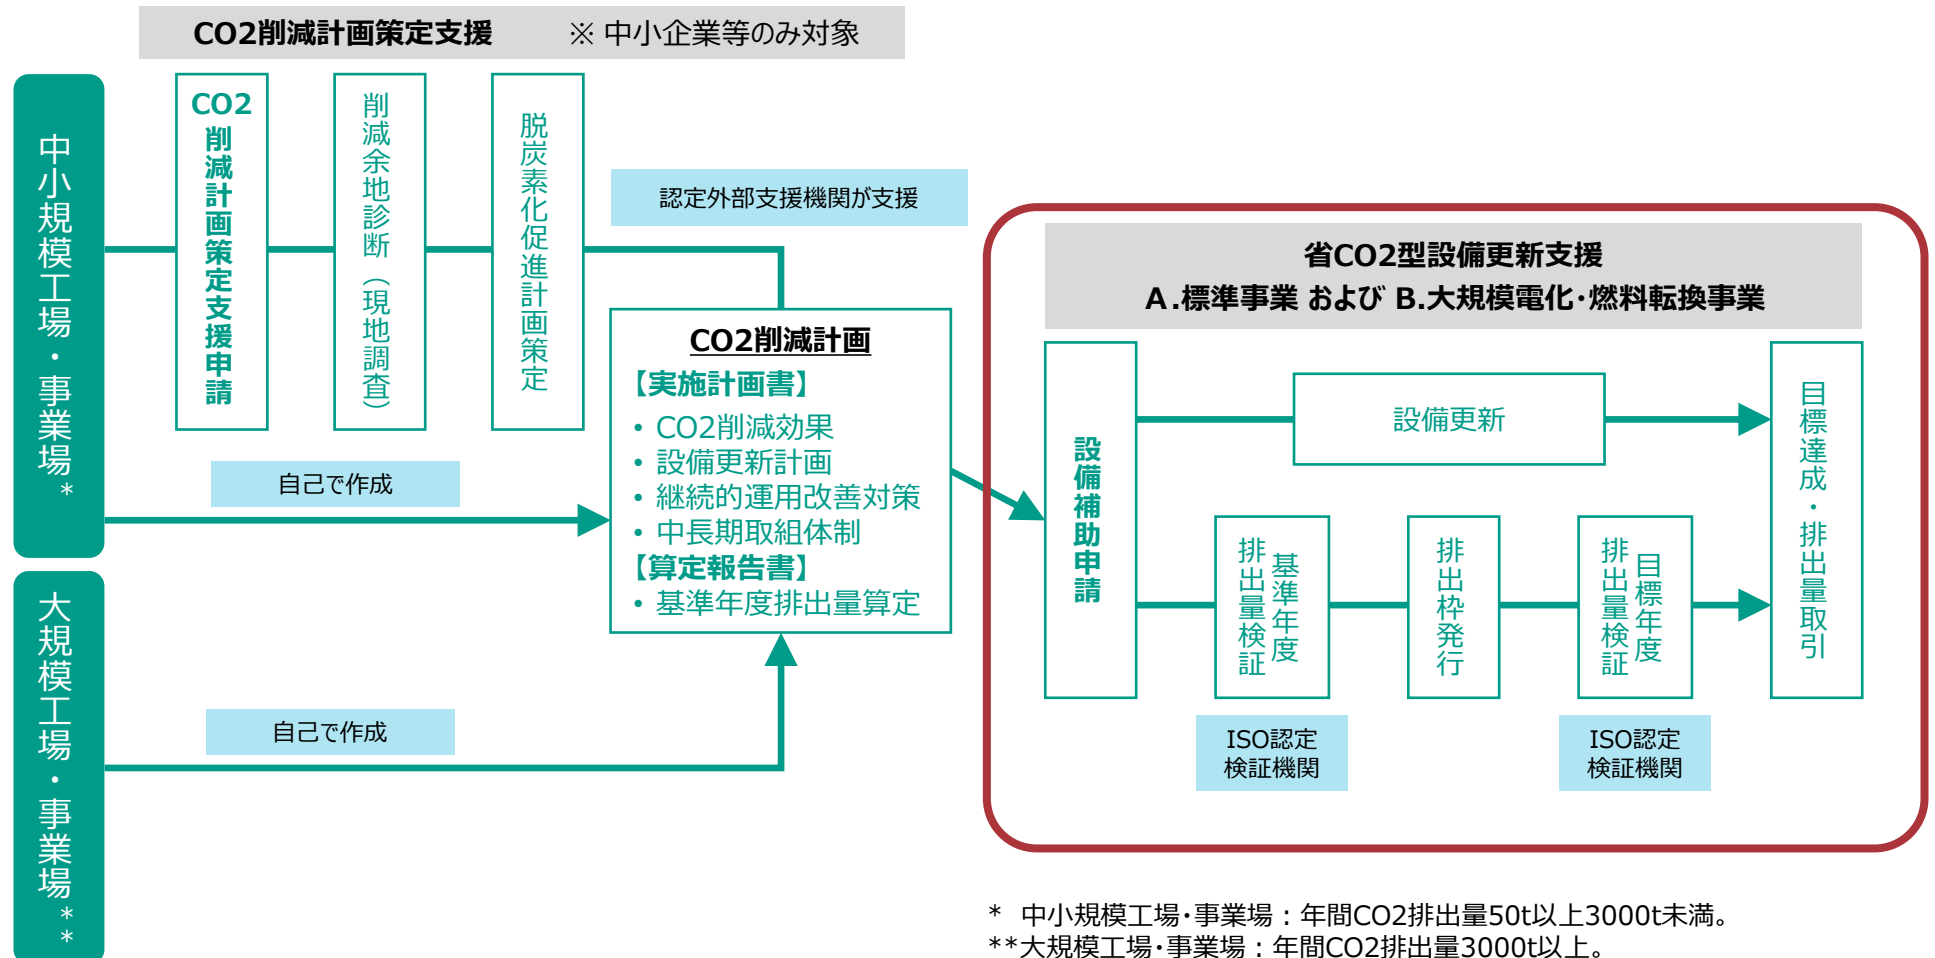 CO2削減計画策定支援　　※ 中小企業等のみ対象
中小規模工場・事業場*
CO2削減計画策定支援申請
削減余地診断（現地調査）
脱炭素化促進計画策定
認定外部支援機関が支援
自己で作成
大規模工場・事業場**
自己で作成
CO2削減計画
【実施計画書】
・CO2削減効果
・設備更新計画
・継続的運用改善対策
・中長期取組体制
【算定報告書】
・基準年度排出量算定
省CO2型設備更新支援
A.標準事業 および B.大規模電化・燃料転換事業
設備補助申請
設備更新
基準年度
排出量検証
排出枠発行
目標年度
排出量検証
目標達成・排出量取引
ISO認定
検証機関
ISO認定
検証機関
* 中小規模工場・事業場：年間CO2排出量50t以上3000t未満。
**大規模工場・事業場：年間CO2排出量3000t以上。